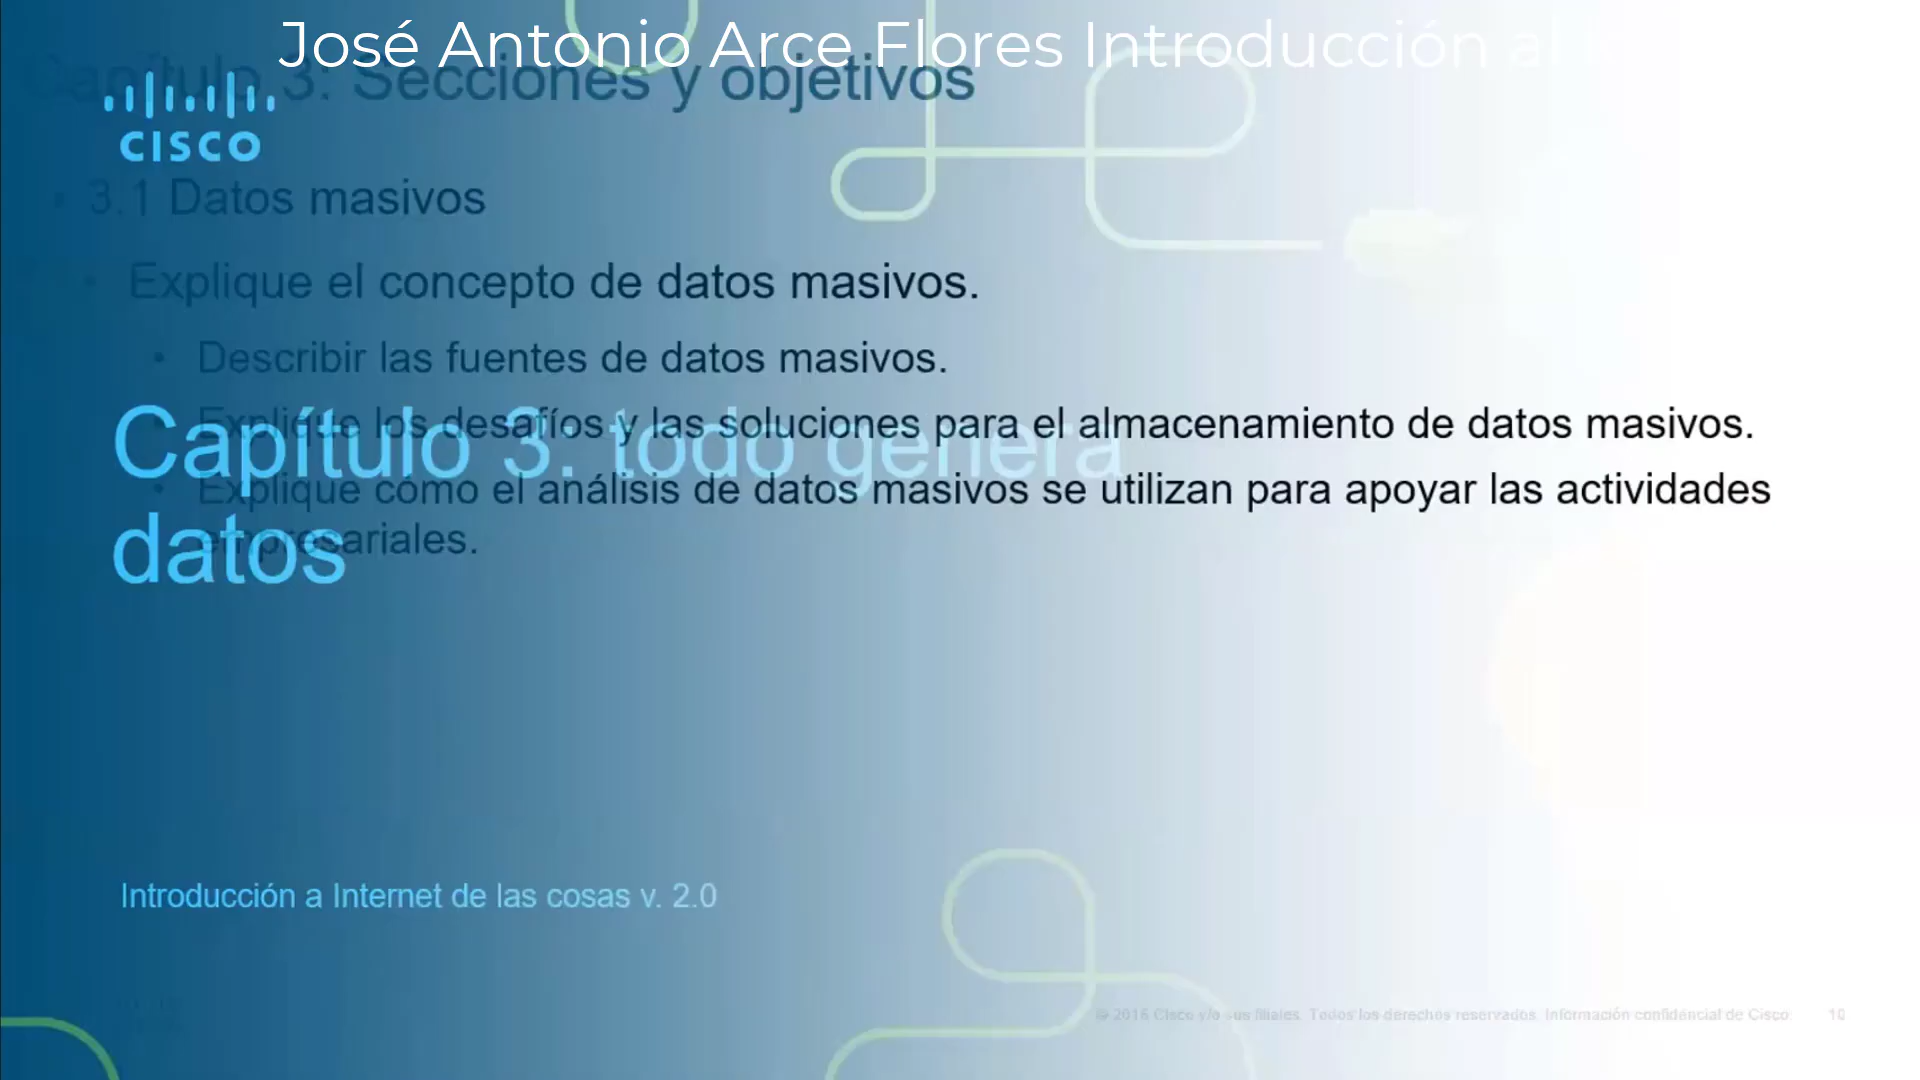 José Antonio Arce Flores Introducción al
Capítulo 3: Secciones y objetivos
CISCO
3.1 Datos masivos
Explique el concepto de datos masivos.
Describir las fuentes de datos masivos.
Explique los desafíos y las soluciones para el almacenamiento de datos masivos.
Capítulo 3: todo genera
Explique cómo el análisis de datos masivos se utilizan para apoyar las actividades
empresariales.
datos
Introducción a Internet de las cosas v. 2.0
© 2016 Cisco y/o sus filiales. Todos los derechos reservados. Información confidencial de Cisco
10